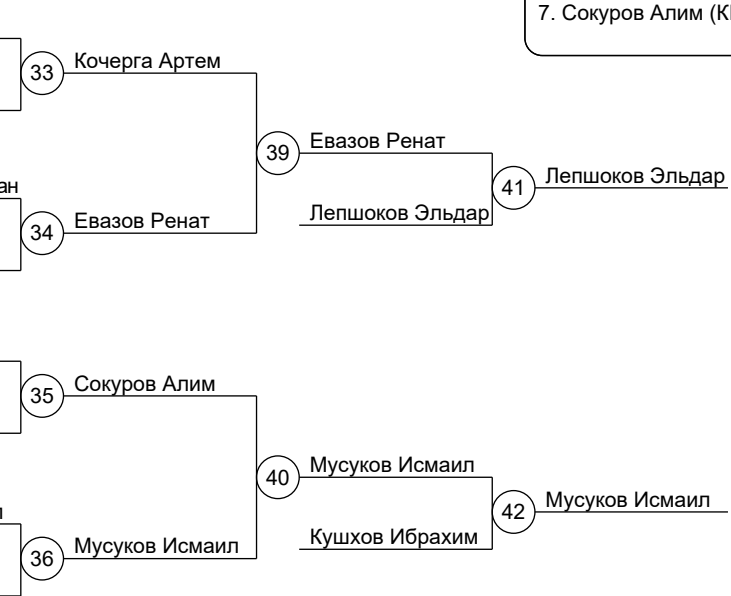 7. Сокуров Алим
33 Кочерга Артем
39 Евазов Ренат
41 Лепшоков Эльдар
Лепшоков Эльдар
34 Евазов Ренат
35 Сокуров Алим
40 Мусуков Исмаил
42 Мусуков Исмаил
Кушхов Ибрахим
36 Мусуков Исмаил